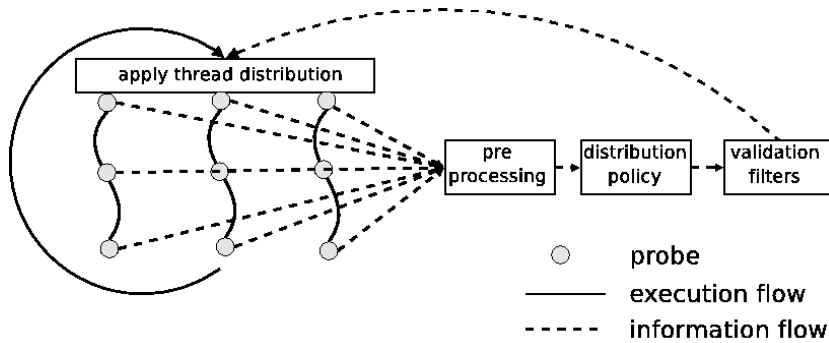 apply thread distribution
pre
processing
distribution
policy
validation
filters
probe
execution flow
information flow